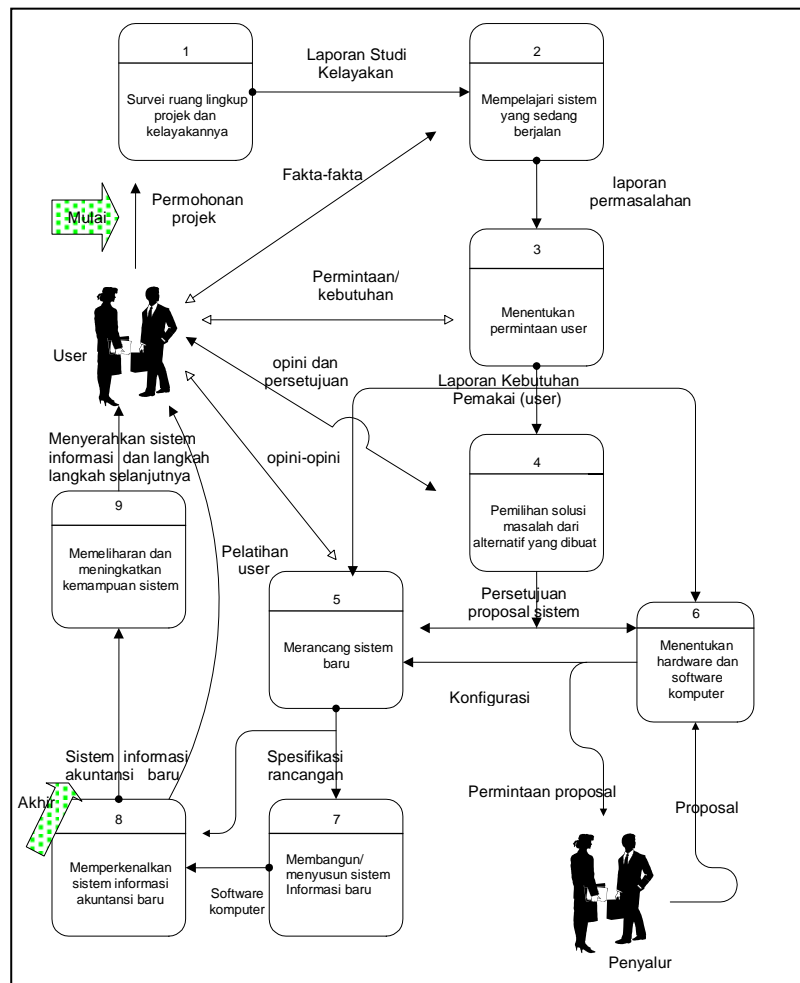 1
Survei ruang lingkup
projek dan
kelayakannya
Laporan Studi
Kelayakan
2
Mempelajari sistem
yang sedang
berjalan
Fakta-fakta
laporan
permasalahan
Mulai
Permohonan
projek
3
Menentukan
permintaan user
Permintaan/
kebutuhan
User
opini dan
persetujuan
Laporan Kebutuhan
Pemakai (user)
4
Pemilihan solusi
masalah dari
alternatif yang dibuat
Menyerahkan sistem
informasi dan langkah
langkah selanjutnya
opini-opini
9
Memeliharan dan
meningkatkan
kemampuan sistem
Pelatihan
user
5
Merancang sistem
baru
Persetujuan
proposal sistem
6
Menentukan
hardware dan
software
komputer
Konfigurasi
Sistem informasi
akuntansi baru
Spesifikasi
rancangan
Permintaan proposal
Proposal
Akhir
8
Memperkenalkan
sistem informasi
akuntansi baru
7
Membangun/
menyusun sistem
Informasi baru
Software
komputer
Penyalur